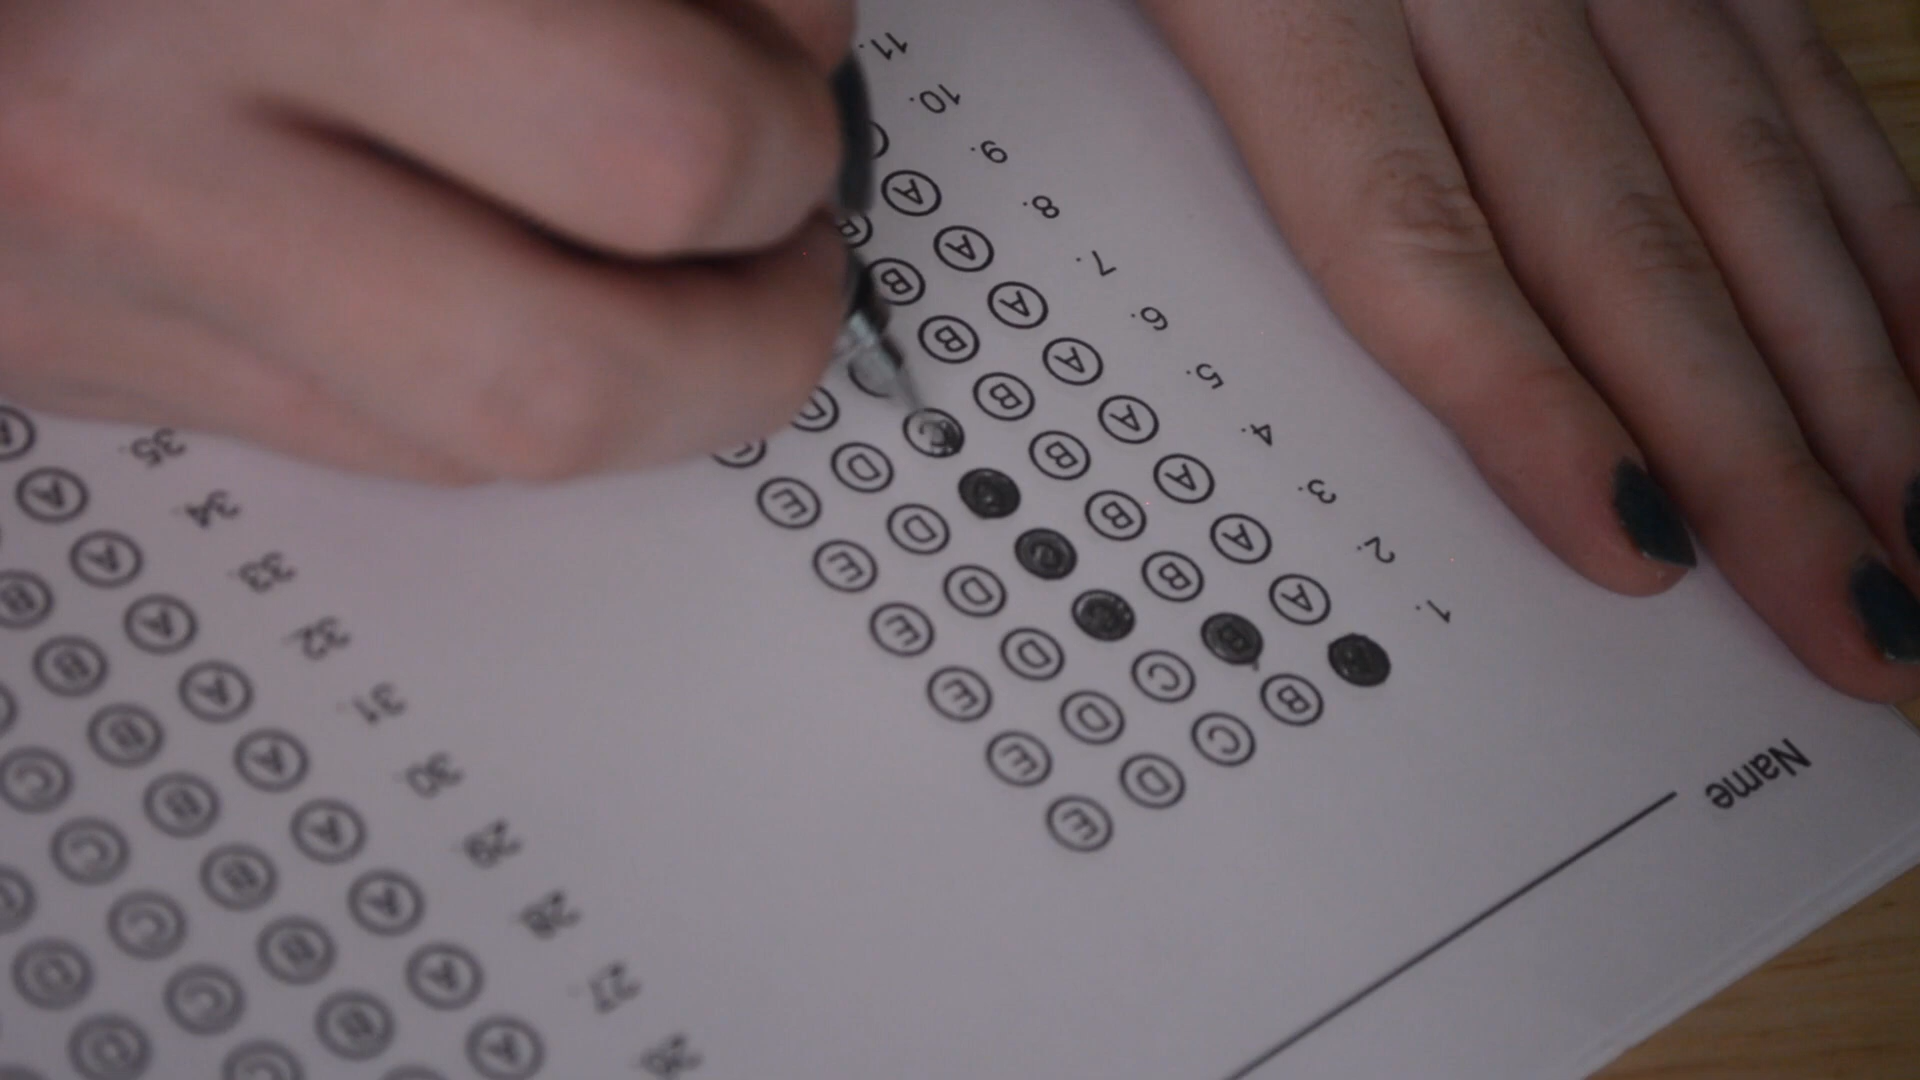 Name
1. B C D E
2. A B C D E
3. A B C D E
4. A B D E
5. A B D E
6. A B C D E
7. A B
8. A B
9. A
10.
11.
26. A
27. A B
28. A B C D
29. A B C D
30. A B C
31. A B C
32. A B
33. A B
34. A
35. A